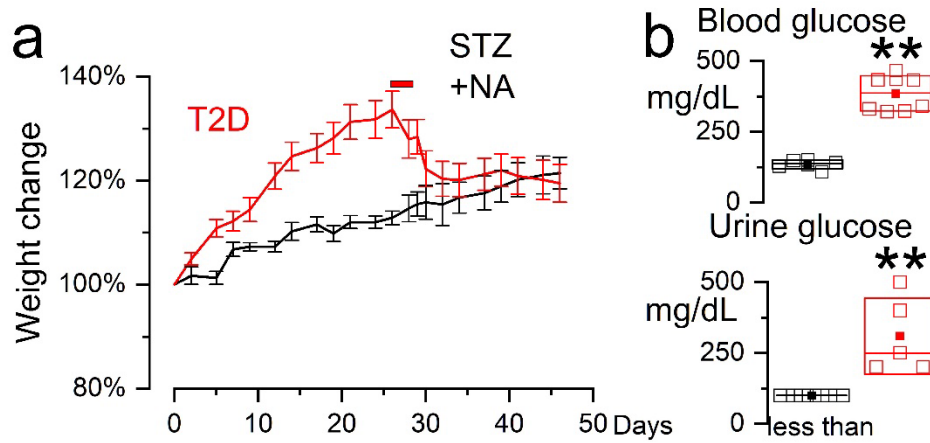 a
STZ
+NA
T2D
Weight change
140%
120%
100%
80%
0
10
20
30
40
50
Days
b
Blood glucose
**
500
mg/dL
250
0
Urine glucose
**
500
mg/dL
250
0
less than